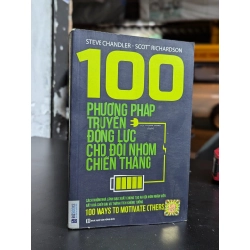 STEVE CHANDLER - SCOTT RICHARDSON
100
PHƯƠNG PHÁP
TRUYỀN
ĐỘNG LỰC
CHO ĐỘI NHÓM
CHIẾN THẮNG
100 WAYS TO MOTIVATE OTHERS